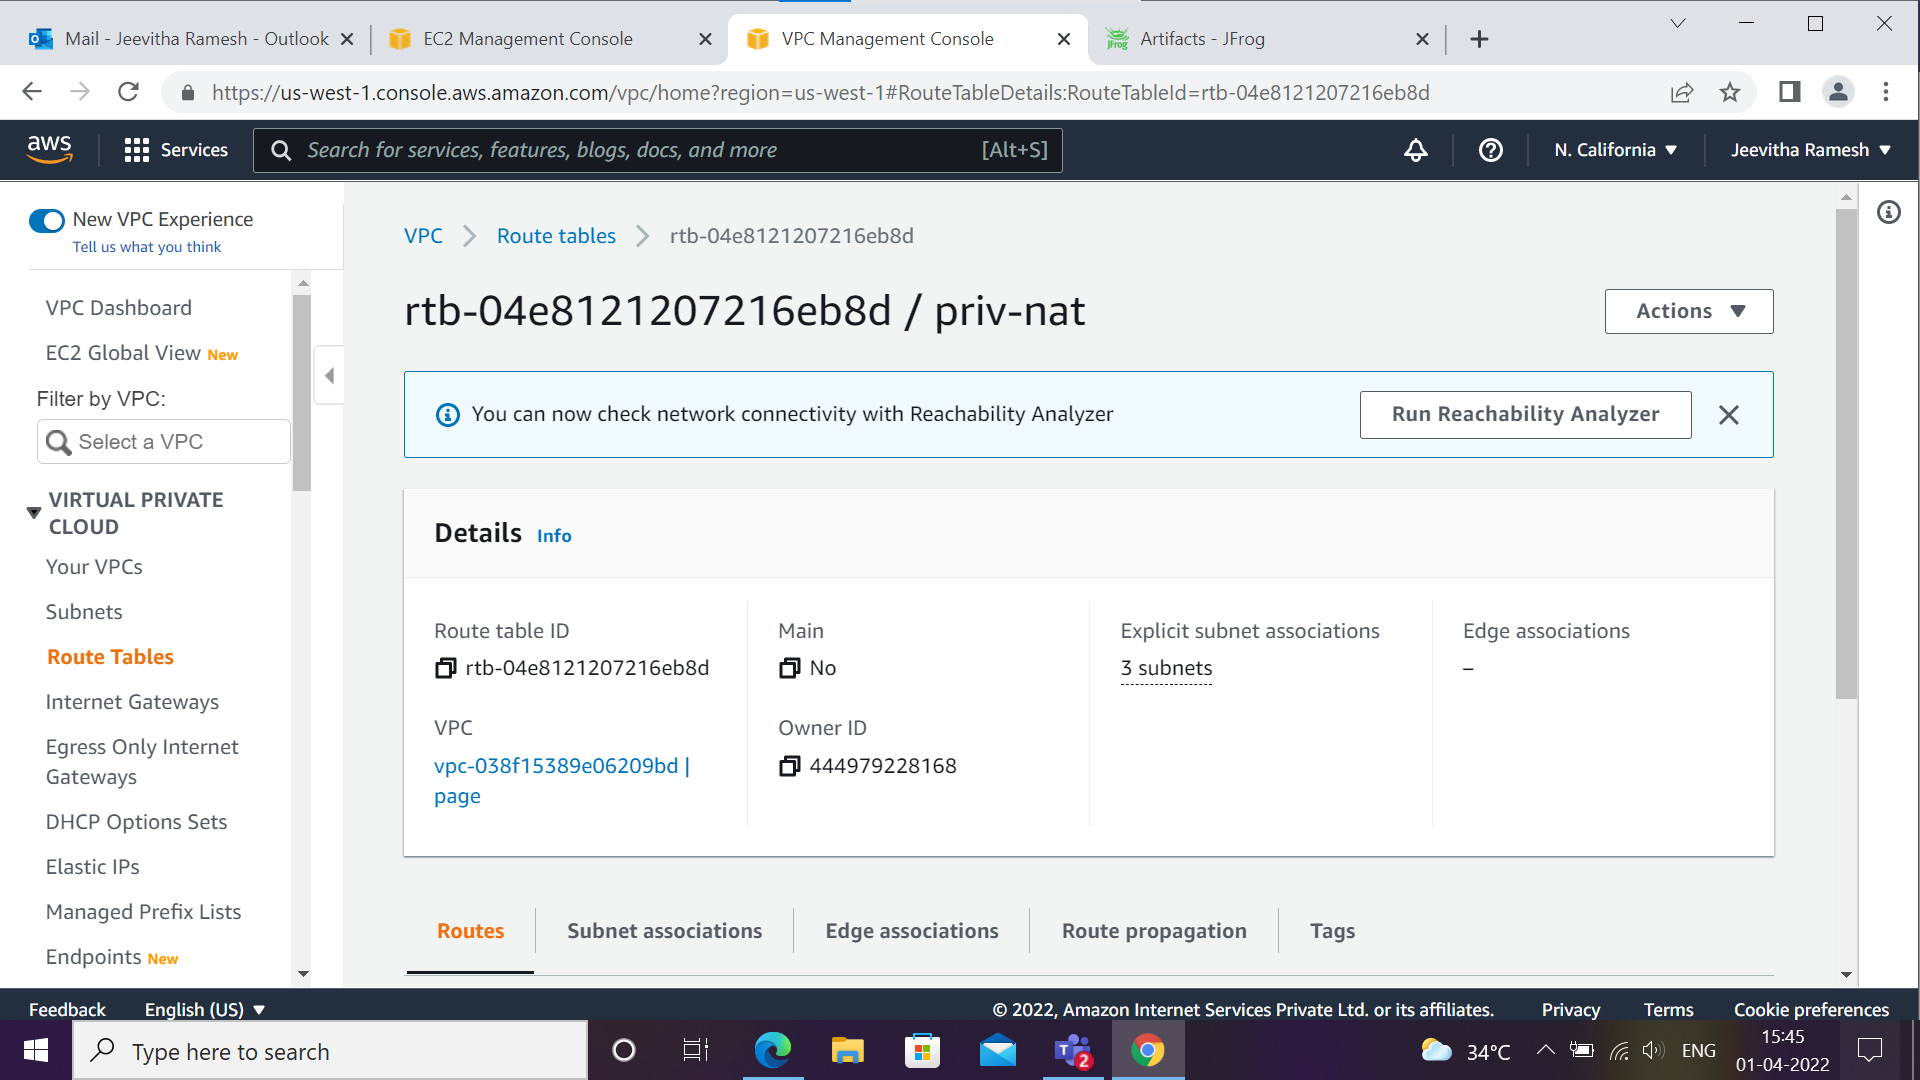 Mail - Jeevitha Ramesh - Outlook
EC2 Management Console
VPC Management Console
Artifacts - JFrog
https://us-west-1.console.aws.amazon.com/vpc/home?region=us-west-1#RouteTableDetails:RouteTableId=rtb-04e8121207216eb8d
aws
Services
Search for services, features, blogs, docs, and more
[Alt+S]
N. California
Jeevitha Ramesh
New VPC Experience
Tell us what you think
VPC Dashboard
EC2 Global View New
Filter by VPC:
Select a VPC
VIRTUAL PRIVATE
CLOUD
Your VPCs
Subnets
Route Tables
Internet Gateways
Egress Only Internet
Gateways
DHCP Options Sets
Elastic IPs
Managed Prefix Lists
Endpoints New
VPC
Route tables
rtb-04e8121207216eb8d
rtb-04e8121207216eb8d / priv-nat
Actions
You can now check network connectivity with Reachability Analyzer
Run Reachability Analyzer
Details Info
Route table ID
rtb-04e8121207216eb8d
Main
No
Explicit subnet associations
3 subnets
Edge associations
–
VPC
vpc-038f15389e06209bd |
page
Owner ID
444979228168
Routes
Subnet associations
Edge associations
Route propagation
Tags
Feedback
English (US)
© 2022, Amazon Internet Services Private Ltd. or its affiliates.
Privacy
Terms
Cookie preferences
Type here to search
2
34°C
ENG
15:45
01-04-2022